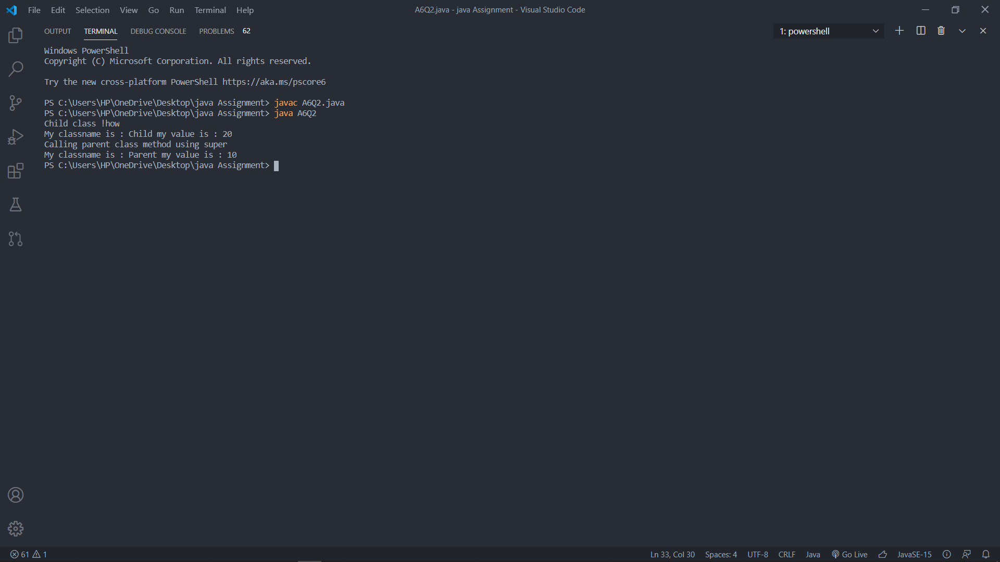 File Edit Selection View Go Run Terminal Help
A6Q2.java - java Assignment - Visual Studio Code
OUTPUT TERMINAL DEBUG CONSOLE PROBLEMS 62
1: powershell
Windows PowerShell
Copyright (C) Microsoft Corporation. All rights reserved.
Try the new cross-platform PowerShell https://aka.ms/pscore6
PS C:\Users\HP\OneDrive\Desktop\java Assignment> javac A6Q2.java
PS C:\Users\HP\OneDrive\Desktop\java Assignment> java A6Q2
Child class !how
My classname is : Child my value is : 20
Calling parent class method using super
My classname is : Parent my value is : 10
PS C:\Users\HP\OneDrive\Desktop\java Assignment>
61 1
Ln 33, Col 30 Spaces: 4 UTF-8 CRLF Java Go Live JavaSE-15